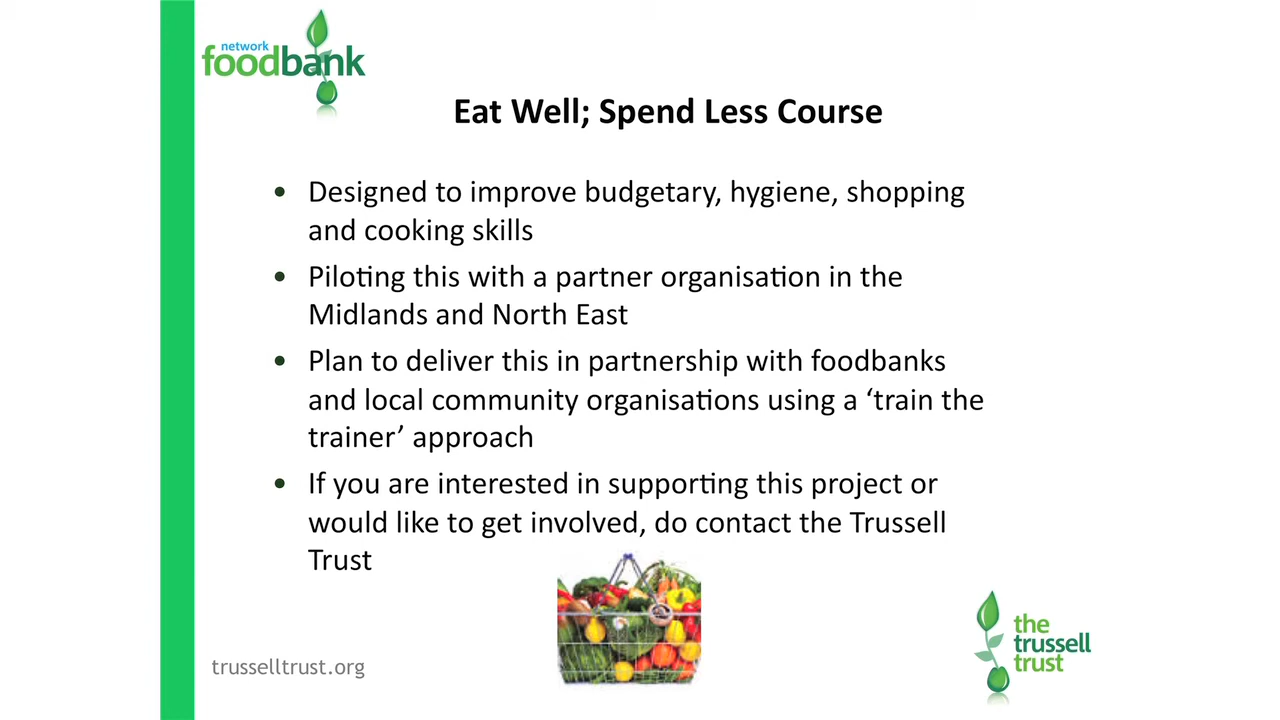 network
foodbank
Eat Well; Spend Less Course
• Designed to improve budgetary, hygiene, shopping
and cooking skills
• Piloting this with a partner organisation in the
Midlands and North East
• Plan to deliver this in partnership with foodbanks
and local community organisations using a ‘train the
trainer’ approach
• If you are interested in supporting this project or
would like to get involved, do contact the Trussell
Trust
the
trussell
trust
trusselltrust.org